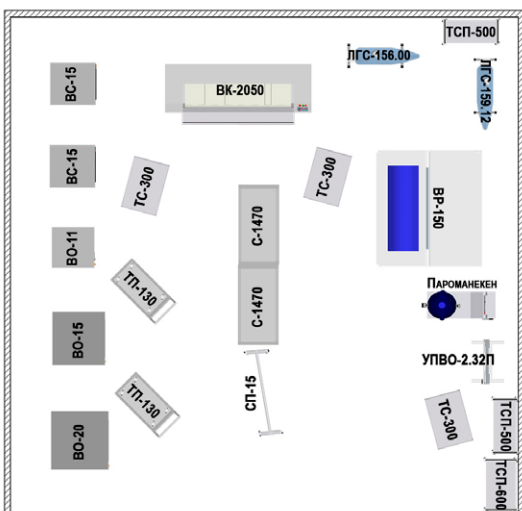 ТСП-500
ЛГС-156.00
ЛГС-159.12
ВС-15
ВК-2050
ВС-15
ТС-300
ТС-300
ВР-150
С-1470
ВО-11
ТП-130
Пароманекен
С-1470
ВО-15
УПВО-2.32П
СП-15
ТП-130
ТС-300
ТСП-500
ВО-20
ТСП-600